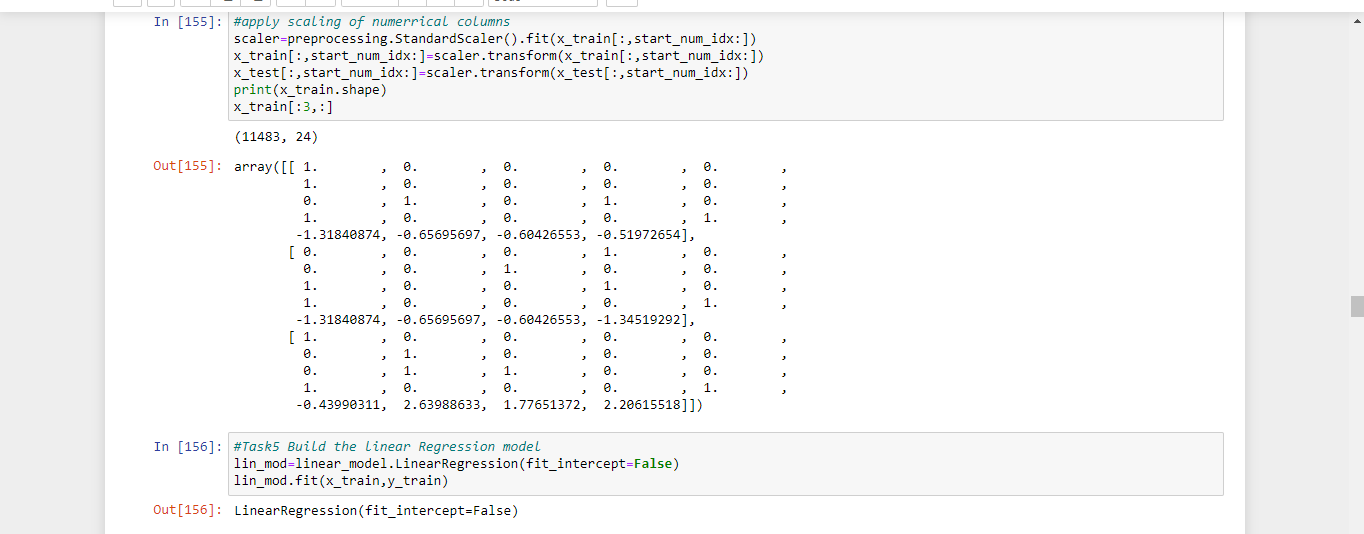 In [155]: #apply scaling of numerrical columns
scaler=preprocessing.StandardScaler().fit(x_train[:,start_num_idx:])
x_train[:,start_num_idx:]=scaler.transform(x_train[:,start_num_idx:])
x_test[:,start_num_idx:]=scaler.transform(x_test[:,start_num_idx:])
print(x_train.shape)
x_train[:3,:]
(11483, 24)
Out[155]: array([[ 1. , 0. , 0. , 0. , 0. ,
1. , 0. , 0. , 0. , 0. ,
0. , 1. , 0. , 1. , 0. ,
1. , 0. , 0. , 0. , 1. ,
-1.31840874, -0.65695697, -0.60426553, -0.51972654],
[ 0. , 0. , 0. , 1. , 0. ,
0. , 0. , 1. , 0. , 0. ,
1. , 0. , 0. , 1. , 0. ,
1. , 0. , 0. , 0. , 1. ,
-1.31840874, -0.65695697, -0.60426553, -1.34519292],
[ 1. , 0. , 0. , 0. , 0. ,
0. , 1. , 0. , 0. , 0. ,
0. , 1. , 1. , 0. , 0. ,
1. , 0. , 0. , 0. , 1. ,
-0.43990311, 2.63988633, 1.77651372, 2.20615518]])
In [156]: #Task5 Build the linear Regression model
lin_mod=linear_model.LinearRegression(fit_intercept=False)
lin_mod.fit(x_train,y_train)
Out[156]: LinearRegression(fit_intercept=False)